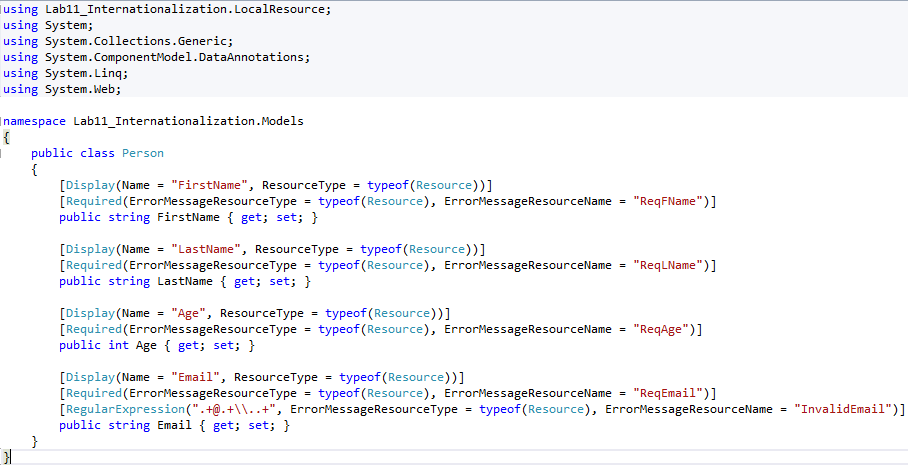 using Lab11_Internationalization.LocalResource;
using System;
using System.Collections.Generic;
using System.ComponentModel.DataAnnotations;
using System.Linq;
using System.Web;
namespace Lab11_Internationalization.Models
{
public class Person
{
[Display(Name = "FirstName", ResourceType = typeof(Resource))]
[Required(ErrorMessageResourceType = typeof(Resource), ErrorMessageResourceName = "ReqFName")]
public string FirstName { get; set; }
[Display(Name = "LastName", ResourceType = typeof(Resource))]
[Required(ErrorMessageResourceType = typeof(Resource), ErrorMessageResourceName = "ReqLName")]
public string LastName { get; set; }
[Display(Name = "Age", ResourceType = typeof(Resource))]
[Required(ErrorMessageResourceType = typeof(Resource), ErrorMessageResourceName = "ReqAge")]
public int Age { get; set; }
[Display(Name = "Email", ResourceType = typeof(Resource))]
[Required(ErrorMessageResourceType = typeof(Resource), ErrorMessageResourceName = "ReqEmail")]
[RegularExpression(".+@.+\\..+", ErrorMessageResourceType = typeof(Resource), ErrorMessageResourceName = "InvalidEmail")]
public string Email { get; set; }
}
}